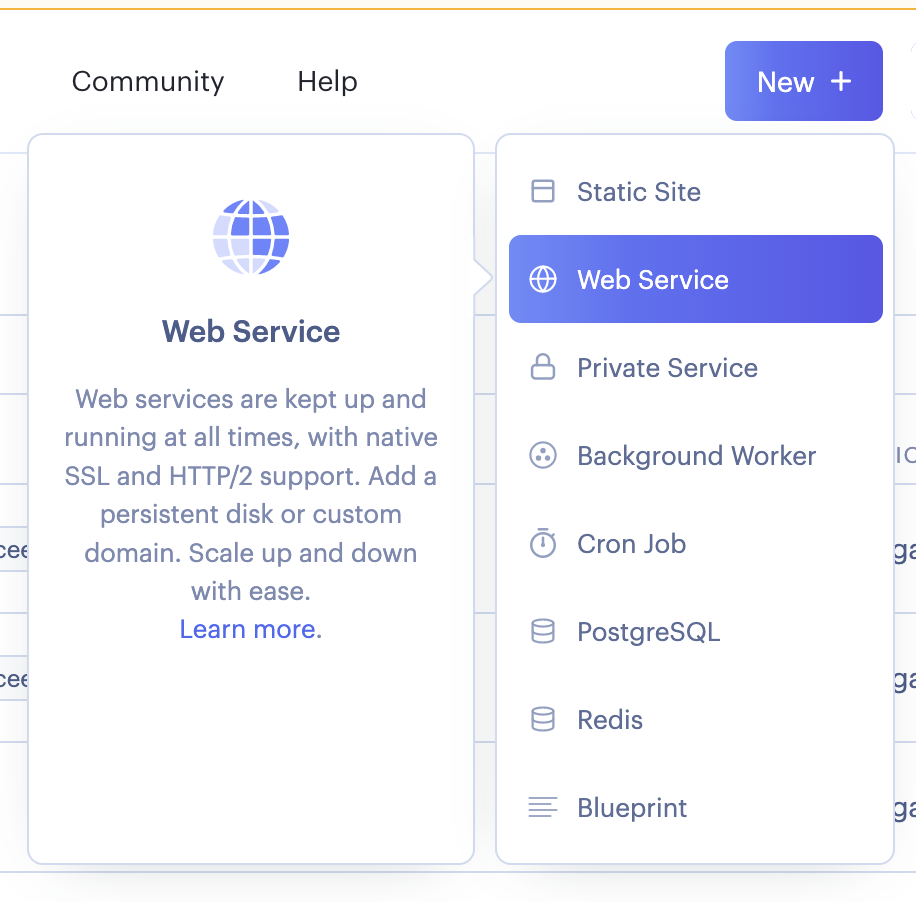 Community
Help
New +
Web Service
Web services are kept up and
running at all times, with native
SSL and HTTP/2 support. Add a
persistent disk or custom
domain. Scale up and down
with ease.
Learn more.
Static Site
Web Service
Private Service
Background Worker
Cron Job
PostgreSQL
Redis
Blueprint